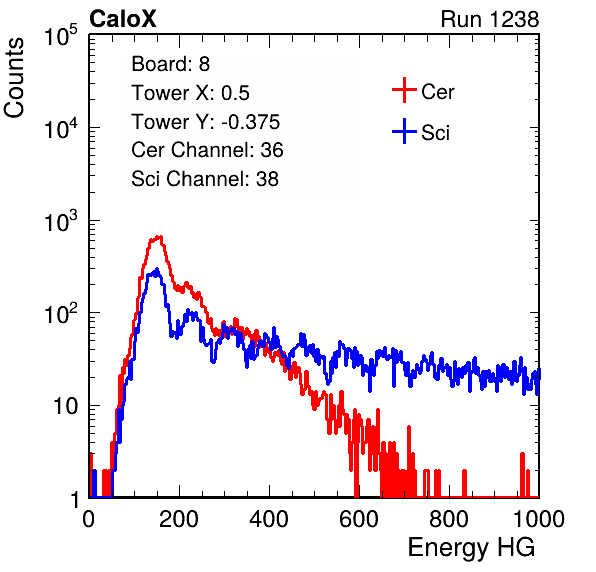 CaloX Run 1238
Counts
Board: 8
Tower X: 0.5
Tower Y: -0.375
Cer Channel: 36
Sci Channel: 38
Cer
Sci
10^5
10^4
10^3
10^2
10
1
0 200 400 600 800 1000
Energy HG